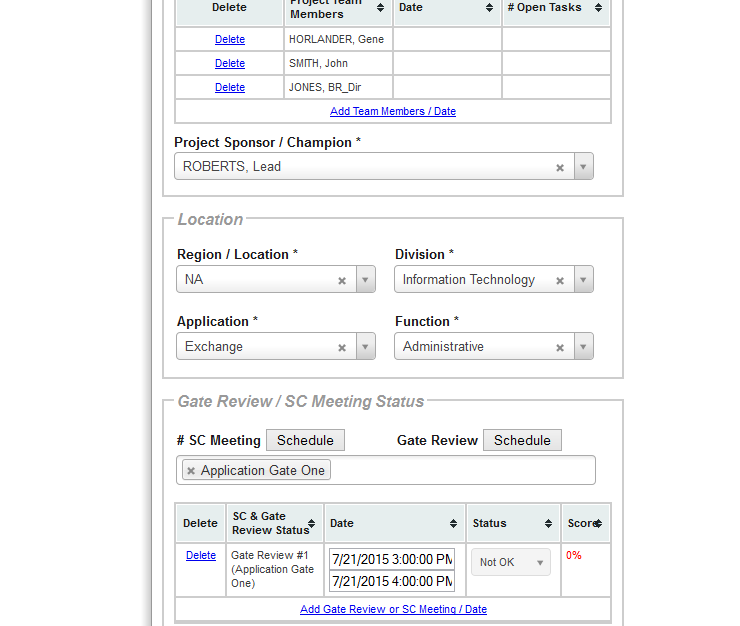 Delete
Project Team
Members
Date
# Open Tasks
Delete
HORLANDER, Gene
Delete
SMITH, John
Delete
JONES, BR_Dir
Add Team Members / Date
Project Sponsor / Champion *
ROBERTS, Lead
Location
Region / Location *
Division *
NA
Information Technology
Application *
Function *
Exchange
Administrative
Gate Review / SC Meeting Status
# SC Meeting
Schedule
Gate Review
Schedule
Application Gate One
Delete
SC & Gate
Review Status
Date
Status
Score
Delete
Gate Review #1
(Application Gate
One)
7/21/2015 3:00:00 PM
7/21/2015 4:00:00 PM
Not OK
0%
Add Gate Review or SC Meeting / Date